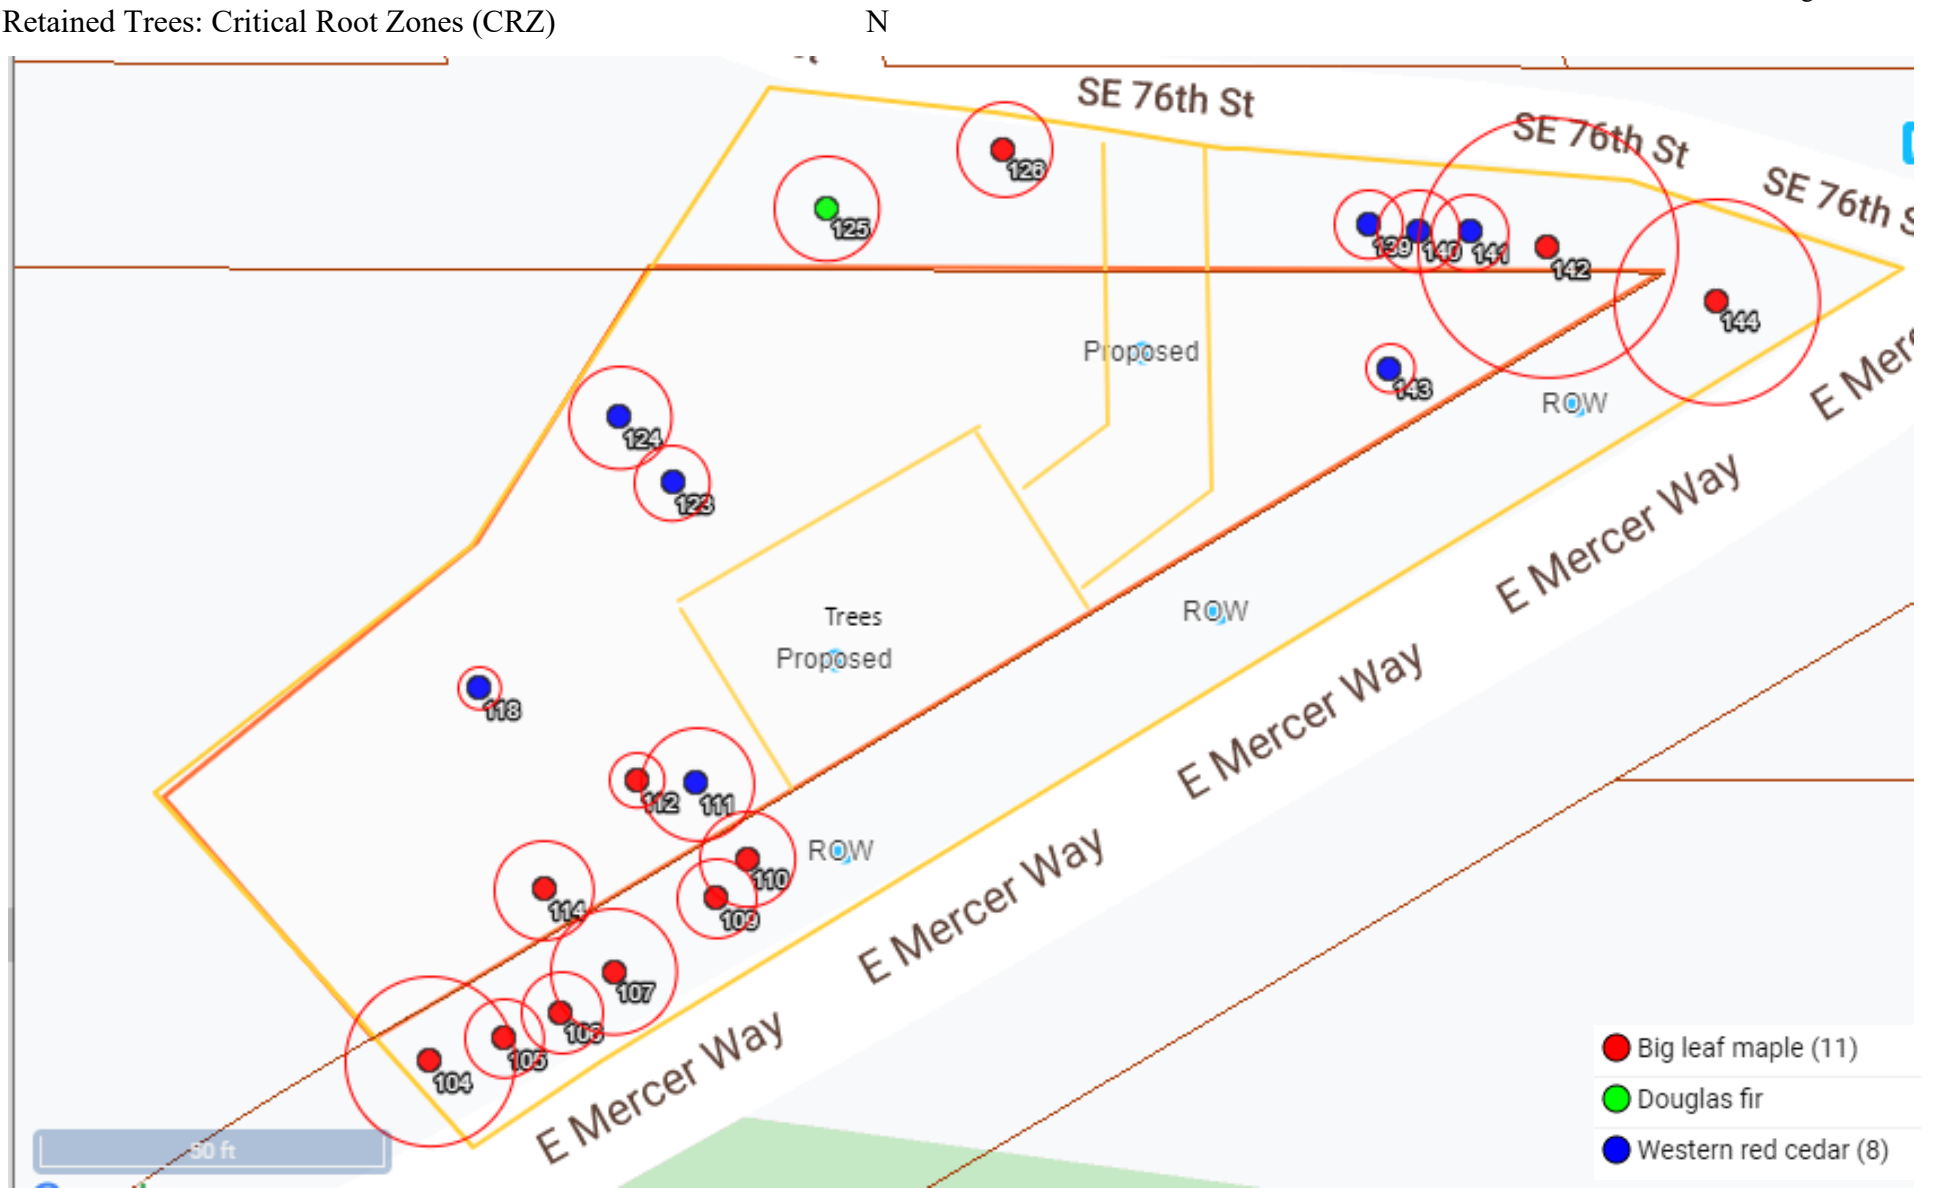 Retained Trees: Critical Root Zones (CRZ) N
SE 76th St
SE 76th St
SE 76th S
126
125
139
140
141
142
144
Proposed
143
ROW
E Merc
124
123
E Mercer Way
Trees
ROW
Proposed
118
E Mercer Way
112
111
ROW
110
114
109
E Mercer Way
107
106
105
104
E Mercer Way
50 ft
Big leaf maple (11)
Douglas fir
Western red cedar (8)